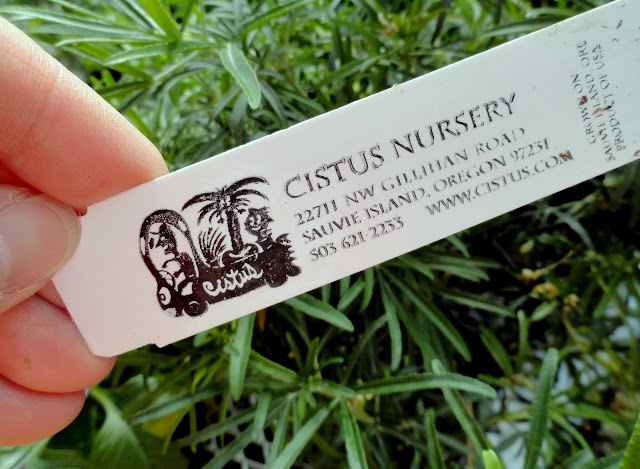 cistus
CISTUS NURSERY
22711 NW GILLIHAN ROAD
SAUVIE ISLAND, OREGON 97231
503 621-2233 WWW.CISTUS.COM
GROWN ON
SAUVIE ISLAND, ORE
PRODUCT OF USA